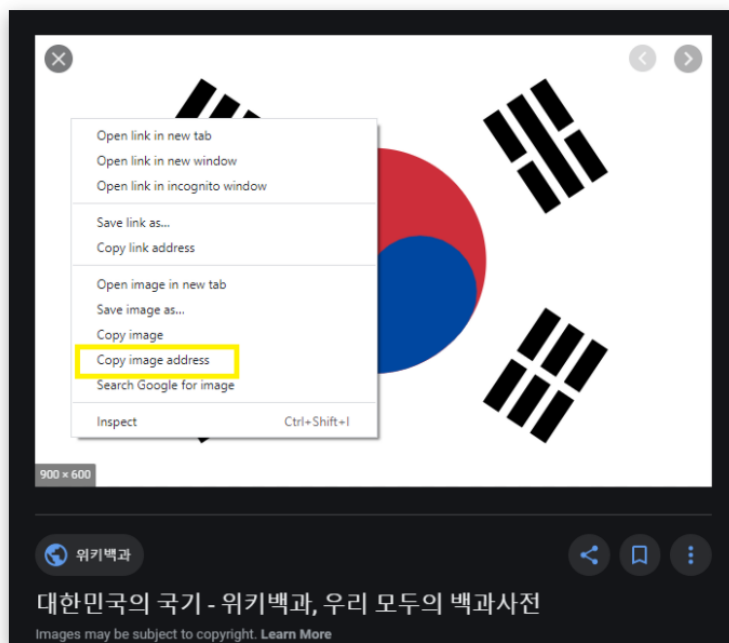 Open link in new tab
Open link in new window
Open link in incognito window
Save link as...
Copy link address
Open image in new tab
Save image as...
Copy image
Copy image address
Search Google for image
Inspect Ctrl+Shift+I
900 × 600
위키백과
대한민국의 국기 - 위키백과, 우리 모두의 백과사전
Images may be subject to copyright. Learn More